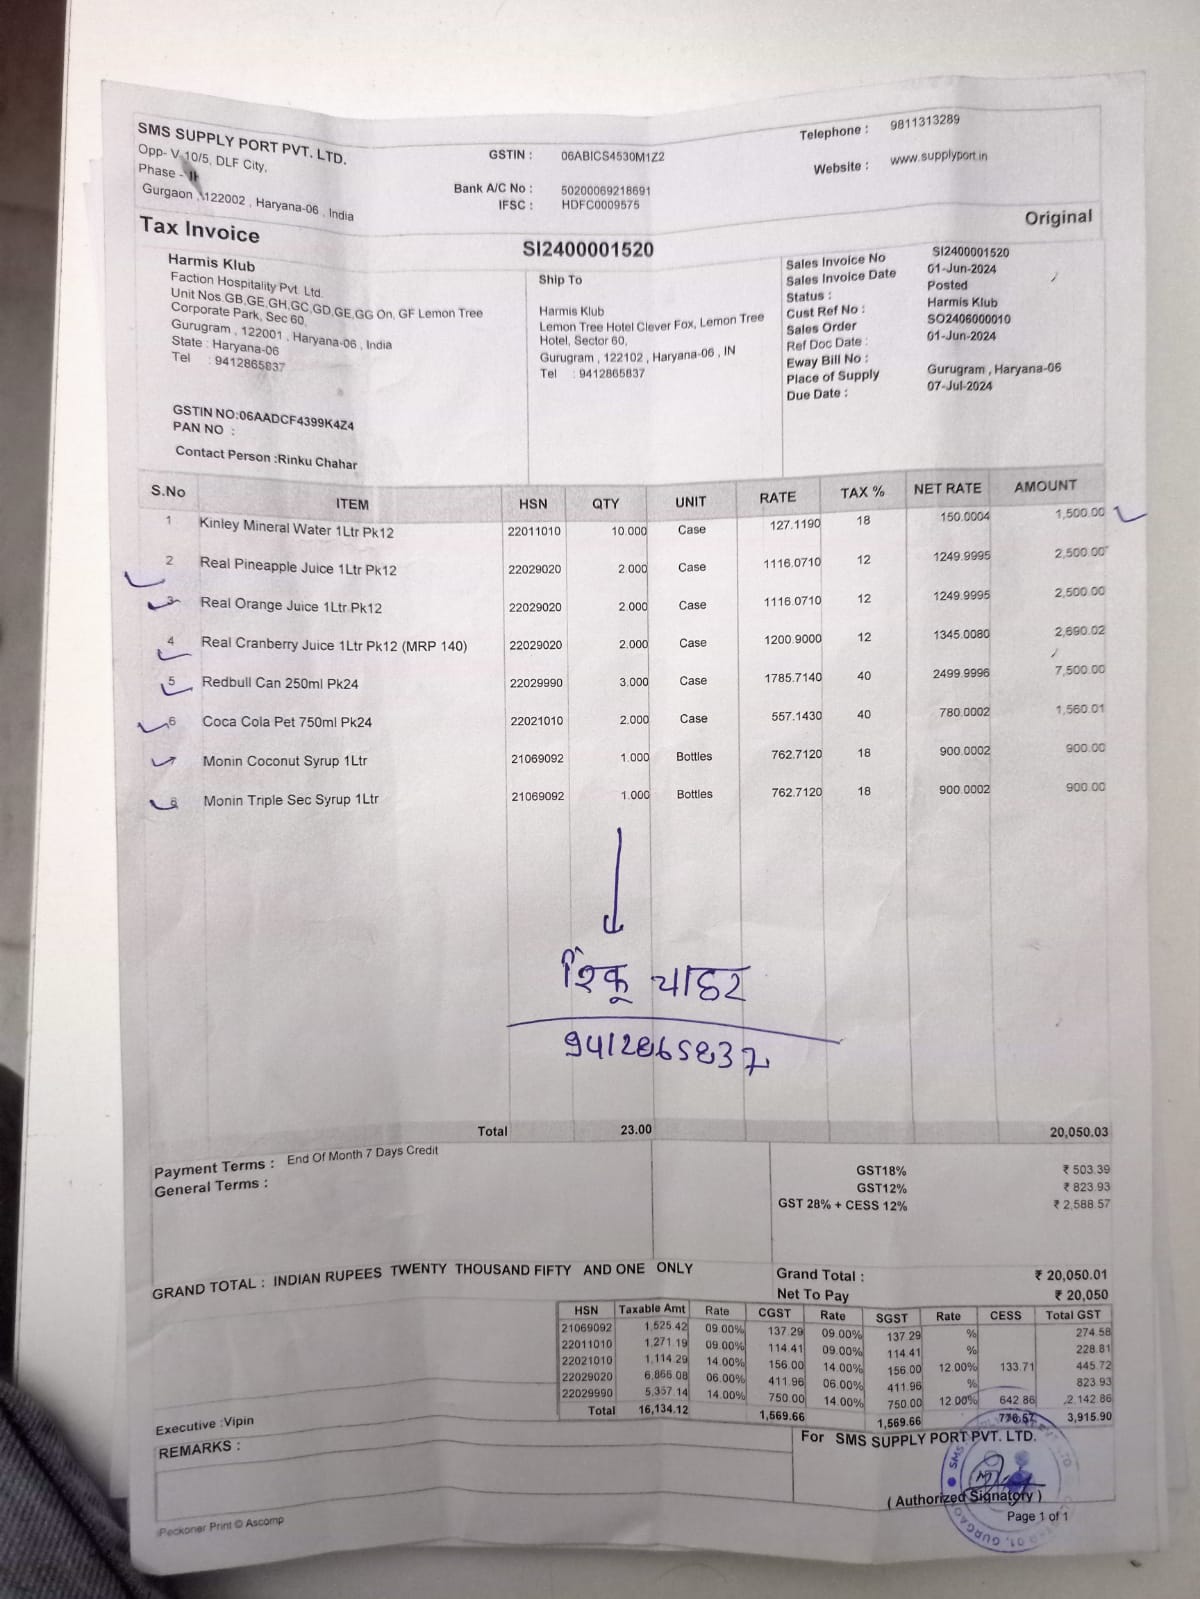 SMS SUPPLY PORT PVT. LTD.
Opp- V-10/5, DLF City,
Phase -
Gurgaon , 122002 , Haryana-06 , India
GSTIN : 06ABICS4530M1Z2
Bank A/C No : 50200069218691
IFSC : HDFC0009575
Telephone : 9811313289
Website : www.supplyport.in
Tax Invoice
SI2400001520
Original
Harmis Klub
Faction Hospitality Pvt. Ltd.
Unit Nos.GB,GE,GH,GC,GD,GE,GG On, GF Lemon Tree
Corporate Park, Sec 60,
Gurugram , 122001 , Haryana-06 , India
State : Haryana-06
Tel : 9412865837
GSTIN NO:06AADCF4399K4Z4
PAN NO :
Contact Person :Rinku Chahar
Ship To
Harmis Klub
Lemon Tree Hotel Clever Fox, Lemon Tree
Hotel, Sector 60,
Gurugram , 122102 , Haryana-06 , IN
Tel : 9412865837
Sales Invoice No SI2400001520
Sales Invoice Date 01-Jun-2024
Status : Posted
Cust Ref No : Harmis Klub
Sales Order SO2406000010
Ref Doc Date : 01-Jun-2024
Eway Bill No :
Place of Supply Gurugram , Haryana-06
Due Date : 07-Jul-2024
S.No ITEM HSN QTY UNIT RATE TAX % NET RATE AMOUNT
1 Kinley Mineral Water 1Ltr Pk12 22011010 10.000 Case 127.1190 18 150.0004 1,500.00
2 Real Pineapple Juice 1Ltr Pk12 22029020 2.000 Case 1116.0710 12 1249.9995 2,500.00
3 Real Orange Juice 1Ltr Pk12 22029020 2.000 Case 1116.0710 12 1249.9995 2,500.00
4 Real Cranberry Juice 1Ltr Pk12 (MRP 140) 22029020 2.000 Case 1200.9000 12 1345.0080 2,690.02
5 Redbull Can 250ml Pk24 22029990 3.000 Case 1785.7140 40 2499.9996 7,500.00
6 Coca Cola Pet 750ml Pk24 22021010 2.000 Case 557.1430 40 780.0002 1,560.01
Monin Coconut Syrup 1Ltr 21069092 1.000 Bottles 762.7120 18 900.0002 900.00
8 Monin Triple Sec Syrup 1Ltr 21069092 1.000 Bottles 762.7120 18 900.0002 900.00
रिंकू चाहर
9412865837
Total 23.00 20,050.03
Payment Terms : End Of Month 7 Days Credit
General Terms :
GST18% ₹ 503.39
GST12% ₹ 823.93
GST 28% + CESS 12% ₹ 2,588.57
GRAND TOTAL : INDIAN RUPEES TWENTY THOUSAND FIFTY AND ONE ONLY
Grand Total : ₹ 20,050.01
Net To Pay ₹ 20,050
HSN Taxable Amt Rate CGST Rate SGST Rate CESS Total GST
21069092 1,525.42 09.00% 137.29 09.00% 137.29 % 274.58
22011010 1,271.19 09.00% 114.41 09.00% 114.41 % 228.81
22021010 1,114.29 14.00% 156.00 14.00% 156.00 12.00% 133.71 445.72
22029020 6,866.08 06.00% 411.96 06.00% 411.96 % 823.93
22029990 5,357.14 14.00% 750.00 14.00% 750.00 12.00% 642.86 2,142.86
Total 16,134.12 1,569.66 1,569.66 776.57 3,915.90
Executive :Vipin
REMARKS :
For SMS SUPPLY PORT PVT. LTD.
( Authorized Signatory )
Page 1 of 1
Reckoner Print © Ascomp